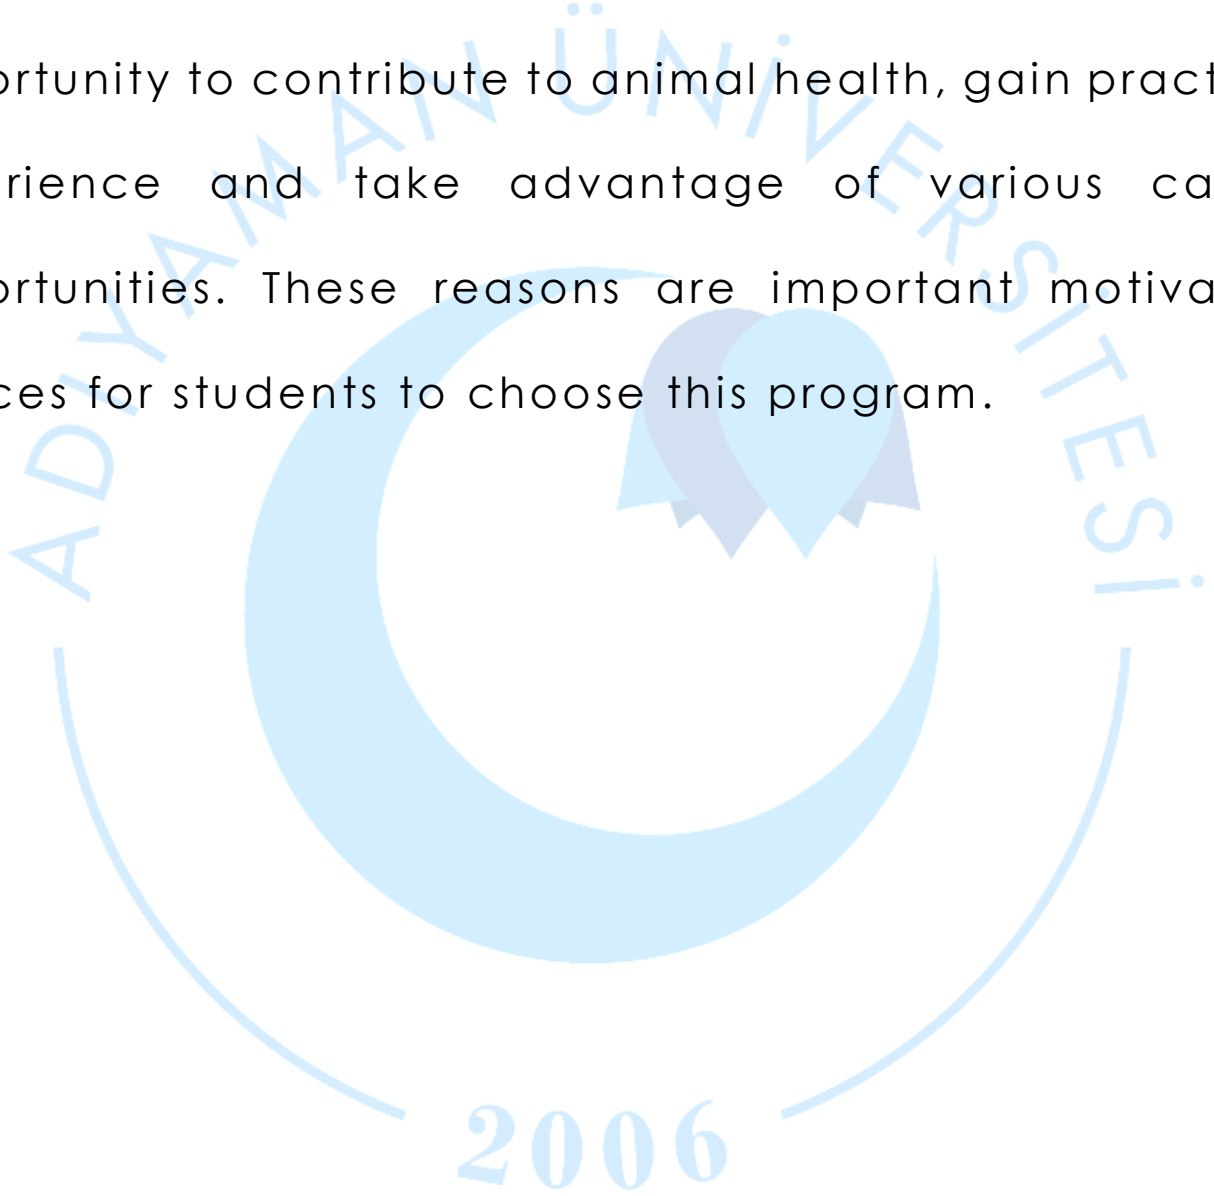 ADIYAMAN ÜNİVERSİTESİ
ortunity to contribute to animal health, gain pract
rience and take advantage of various ca
ortunities. These reasons are important motiva
ces for students to choose this program.
2006